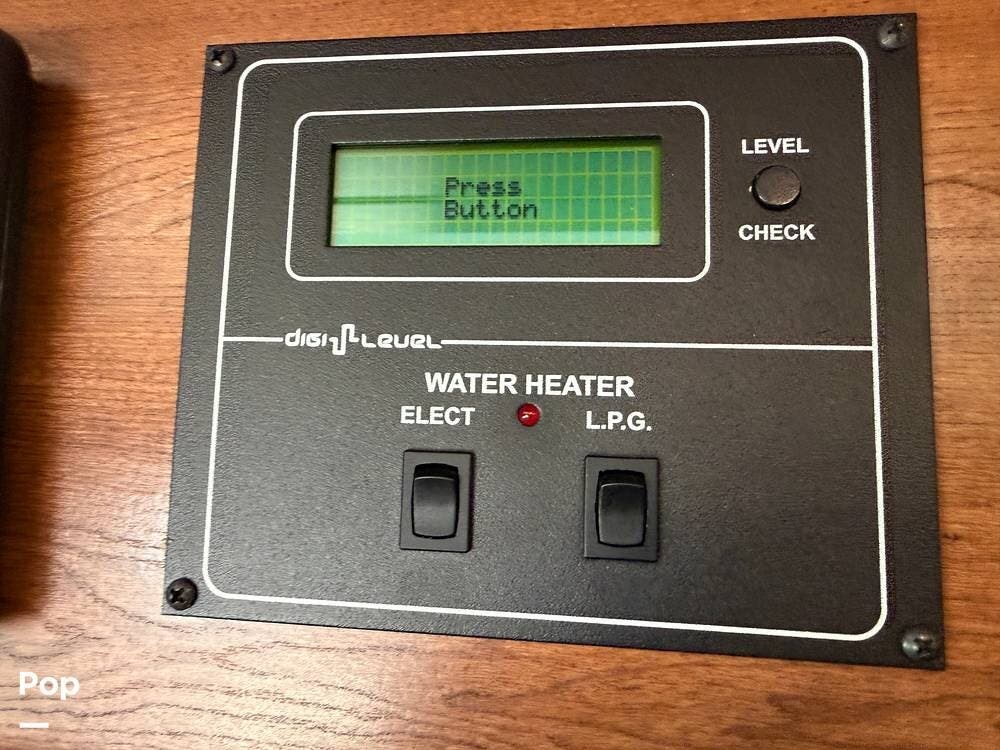 LEVEL
Press
Button
CHECK
DIGI LEVEL
WATER HEATER
ELECT L.P.G.
Pop